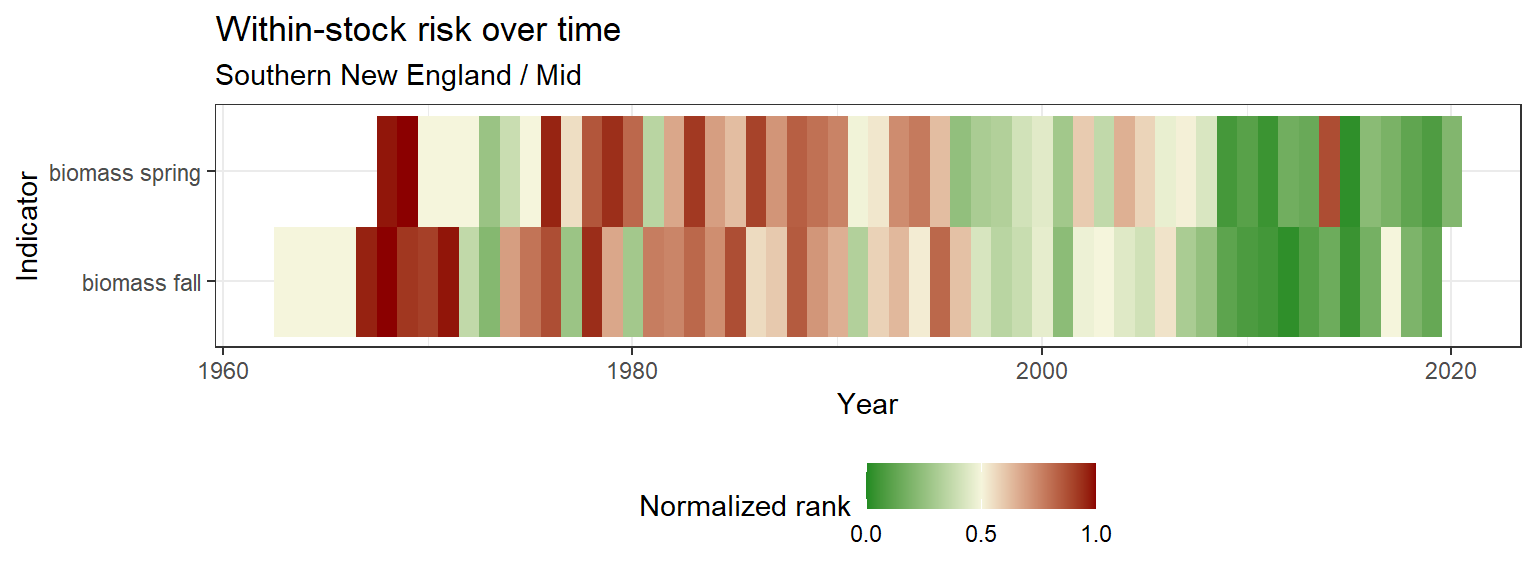 Within-stock risk over time
Southern New England / Mid
Indicator
biomass spring
biomass fall
1960 1980 2000 2020
Year
Normalized rank
0.0 0.5 1.0